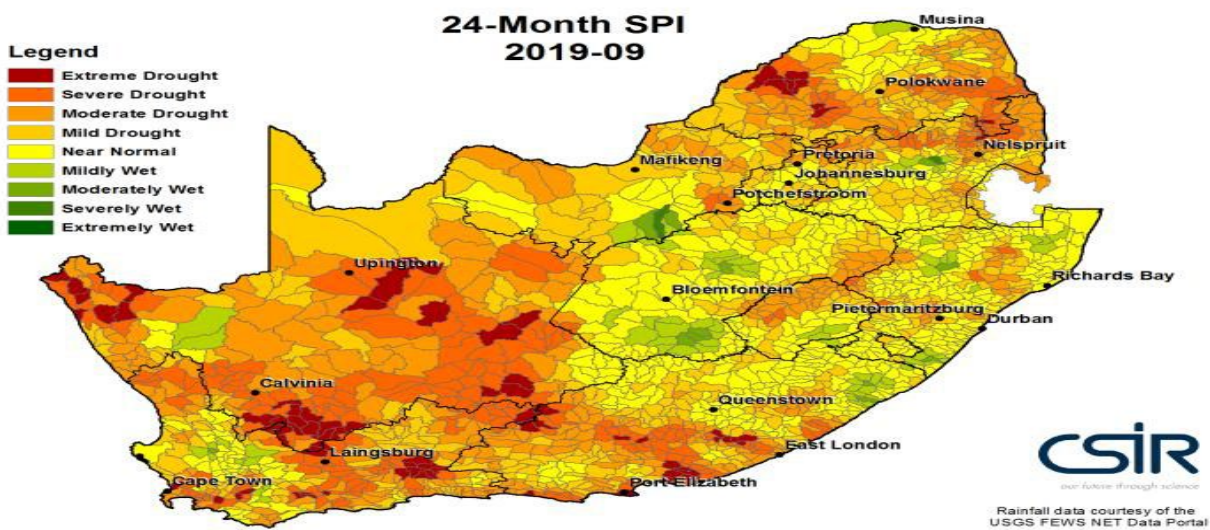 24-Month SPI
2019-09
Legend
Extreme Drought
Severe Drought
Moderate Drought
Mild Drought
Near Normal
Mildly Wet
Moderately Wet
Severely Wet
Extremely Wet
Musina
Polokwane
Nelspruit
Mafikeng
Pretoria
Johannesburg
Potchefstroom
Upington
Bloemfontein
Richards Bay
Pietermaritzburg
Durban
Calvinia
Queenstown
East London
Laingsburg
Cape Town
Port Elizabeth
CSIR
our future through science
Rainfall data courtesy of the
USGS FEWS NET Data Portal